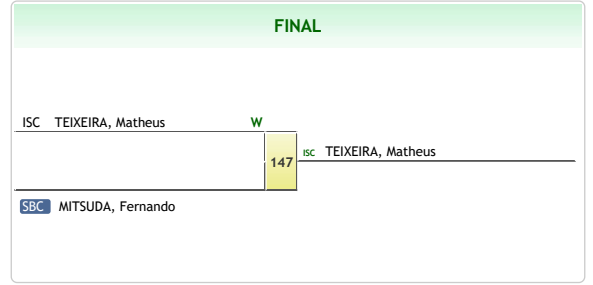 FINAL
ISC TEIXEIRA, Matheus W
147 ISC TEIXEIRA, Matheus
SBC MITSUDA, Fernando